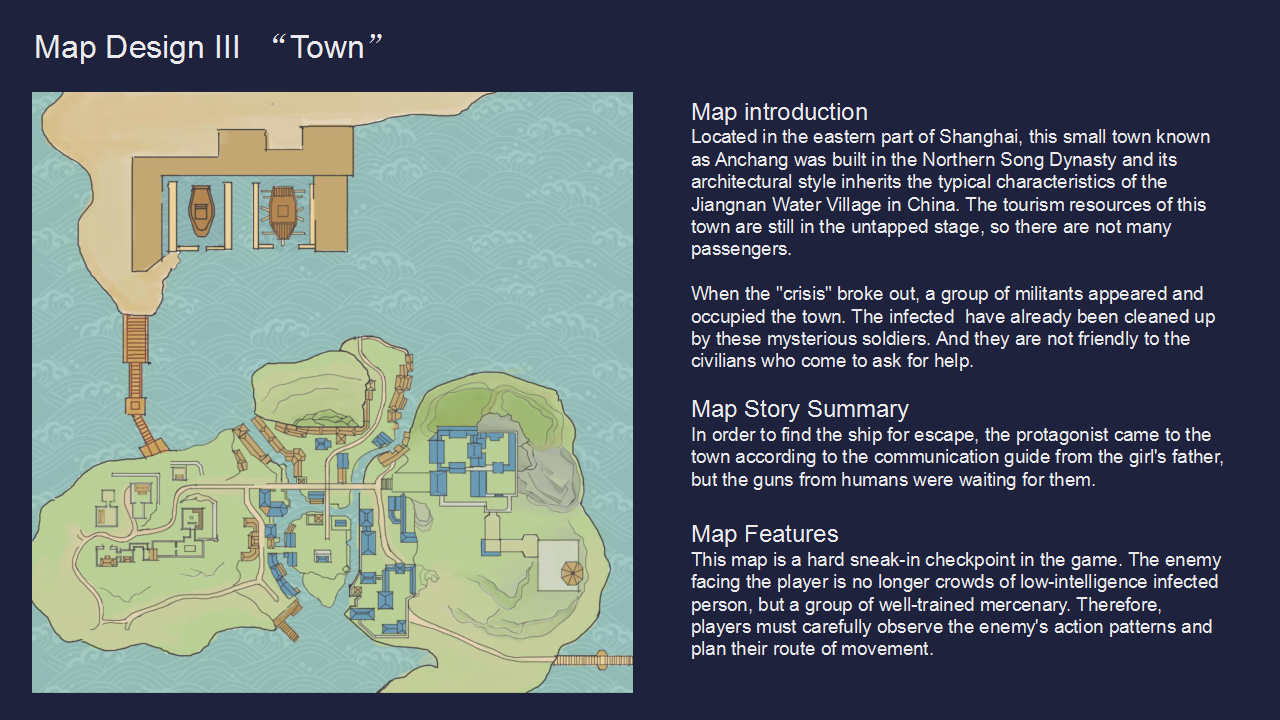 Map Design III “Town”
Map introduction
Located in the eastern part of Shanghai, this small town known
as Anchang was built in the Northern Song Dynasty and its
architectural style inherits the typical characteristics of the
Jiangnan Water Village in China. The tourism resources of this
town are still in the untapped stage, so there are not many
passengers.
When the "crisis" broke out, a group of militants appeared and
occupied the town. The infected  have already been cleaned up
by these mysterious soldiers. And they are not friendly to the
civilians who come to ask for help.
Map Story Summary
In order to find the ship for escape, the protagonist came to the
town according to the communication guide from the girl's father,
but the guns from humans were waiting for them.
Map Features
This map is a hard sneak-in checkpoint in the game. The enemy
facing the player is no longer crowds of low-intelligence infected
person, but a group of well-trained mercenary. Therefore,
players must carefully observe the enemy's action patterns and
plan their route of movement.